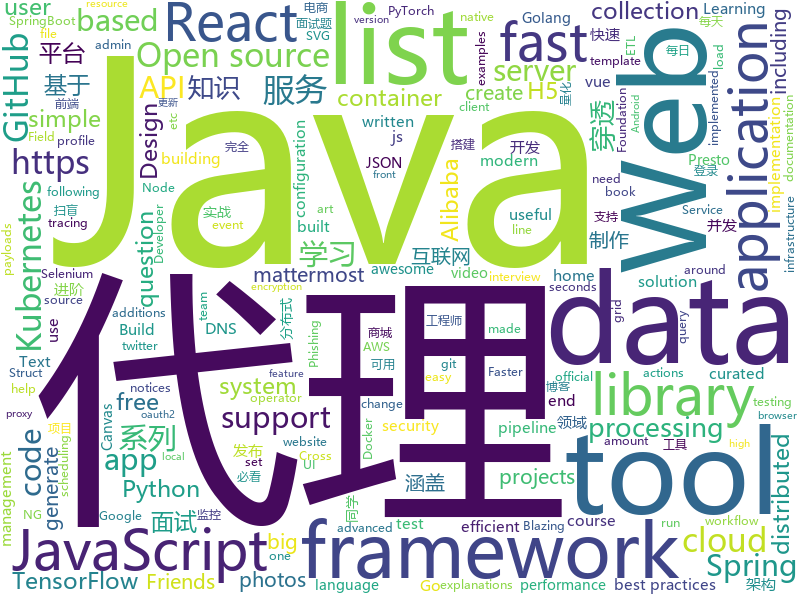 Java
代理
list
Web
data
tool
framework
library
application
JavaScript
React
fast
GitHub
based
user
Open source
API
知识
server
container
create
H5
simple
written
js
vue
快速
template
平台
基于
服务
穿透
collection
Learning
including
电商
PyTorch
SVG
面试题
Golang
每日
每天
ETL
load
admin
file
version
resource
native
examples
量化
更新
前端
https
profile
Design
building
完全
client
etc
搭建
JSON
modern
开发
Foundation
implemented
Android
Kubernetes
Node
Developer
configuration
实战
event
built
Alibaba
book
need
Presto
登录
Service
documentation
implementation
infrastructure
payloads
扫盲
tracing
following
question
学习
art
line
useful
互联网
制作
支持
并发
distributed
Selenium
进阶
source
additions
use
mattermost
awesome
video
home
seconds
solution
around
interview
front
code
Build
DNS
twitter
Text
Struct
help
free
分布式
team
Phishing
encryption
商城
AWS
Docker
工程师
made
可用
git
Faster
grid
query
curated
official
actions
proxy
system
operator
support
feature
processing
testing
browser
management
generate
app
系列
发布
security
change
easy
博客
pipeline
领域
工具
项目
Python
notices
website
必看
Canvas
Cross
oauth2
set
UI
end
projects
high
SpringBoot
NG
监控
scheduling
面试
同学
涵盖
test
efficient
Blazing
cloud
big
one
Google
local
advanced
course
run
workflow
Spring
TensorFlow
Friends
photos
language
Go
explanations
performance
best practices
架构